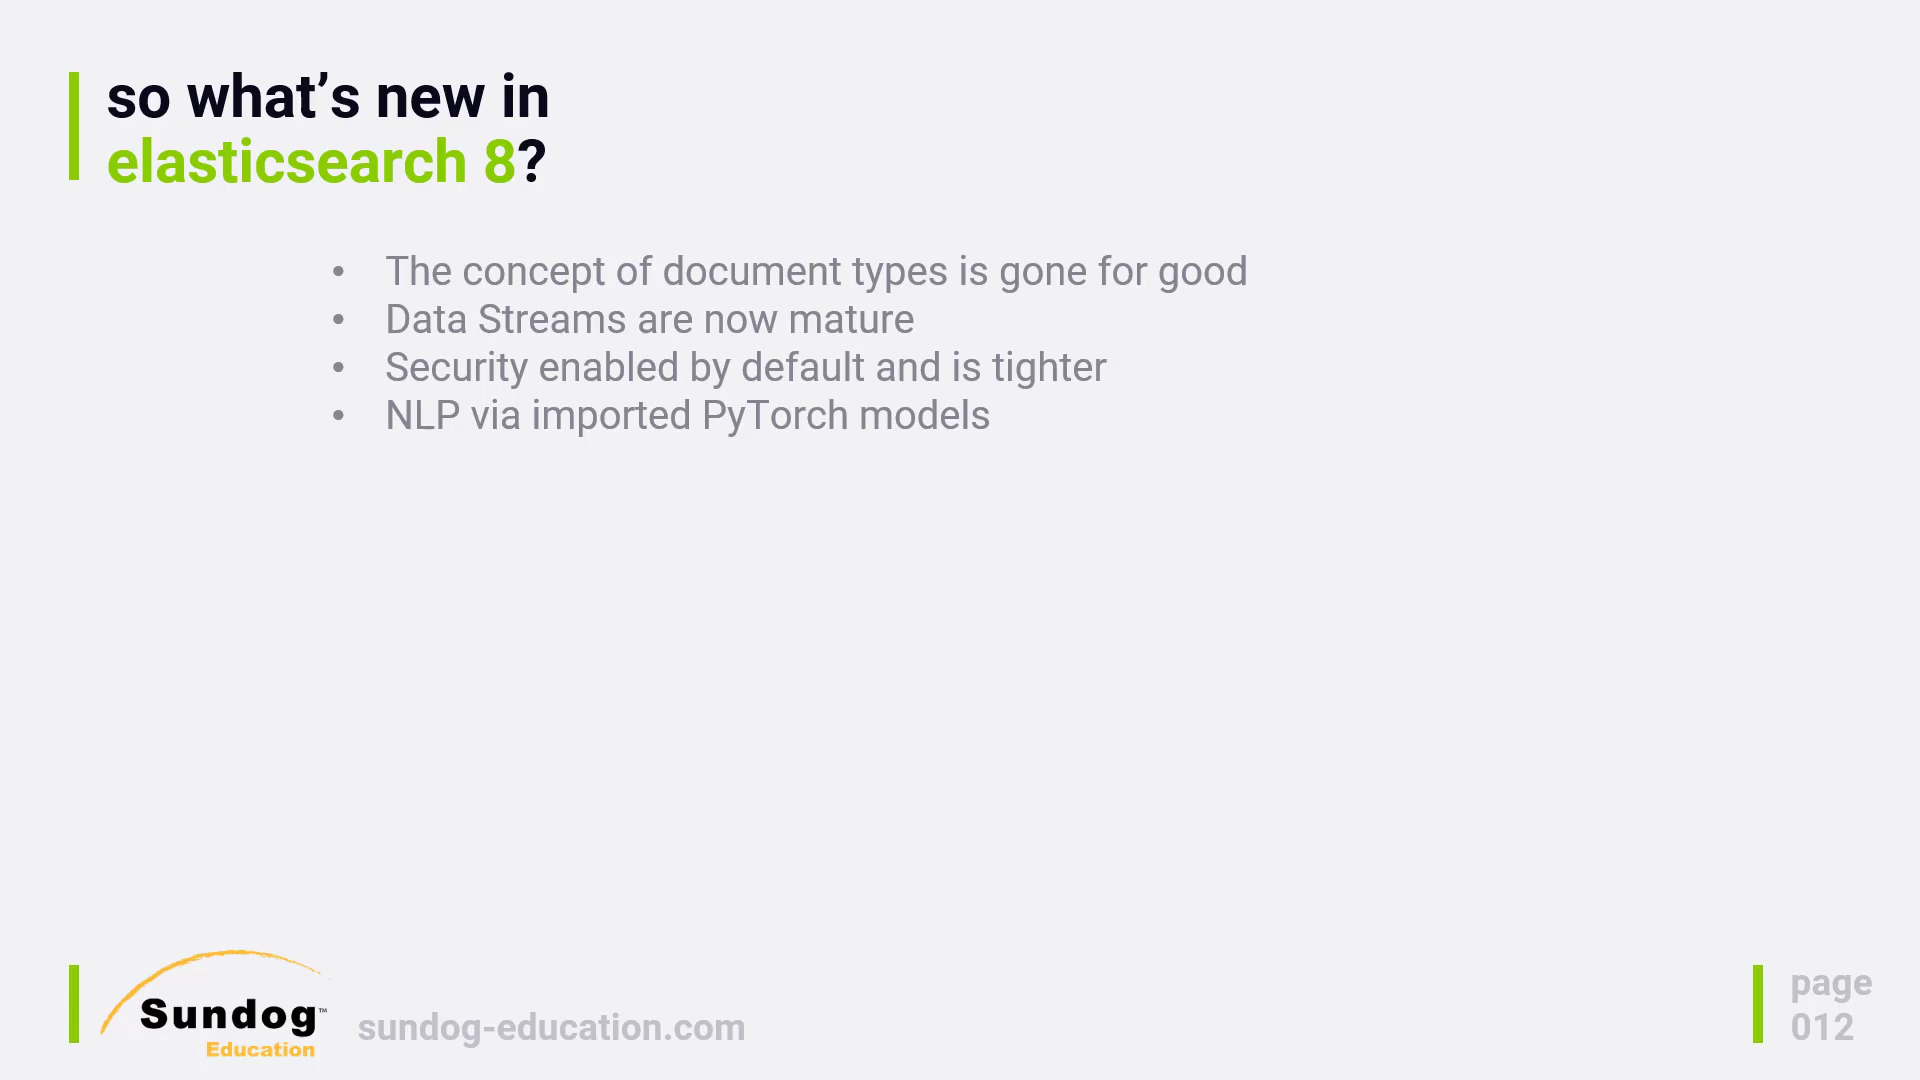 so what’s new in
elasticsearch 8?
• The concept of document types is gone for good
• Data Streams are now mature
• Security enabled by default and is tighter
• NLP via imported PyTorch models
Sundog™
Education
sundog-education.com
page
012